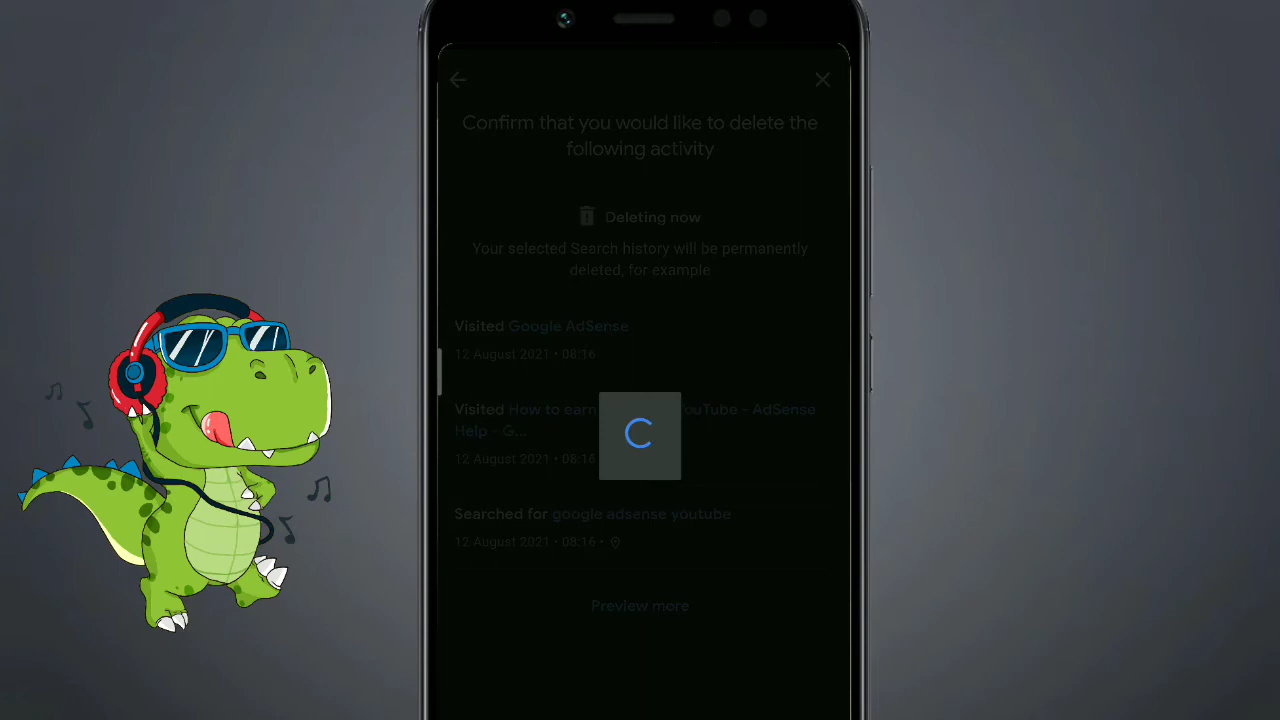 Confirm that you would like to delete the
following activity
Deleting now
Your selected Search history will be permanently
deleted, for example
Visited Google AdSense
12 August 2021 • 08:16
Visited How to earn ouTube - AdSense
Help - G...
12 August 2021 • 08:16
Searched for google adsense youtube
12 August 2021 • 08:16 •
Preview more